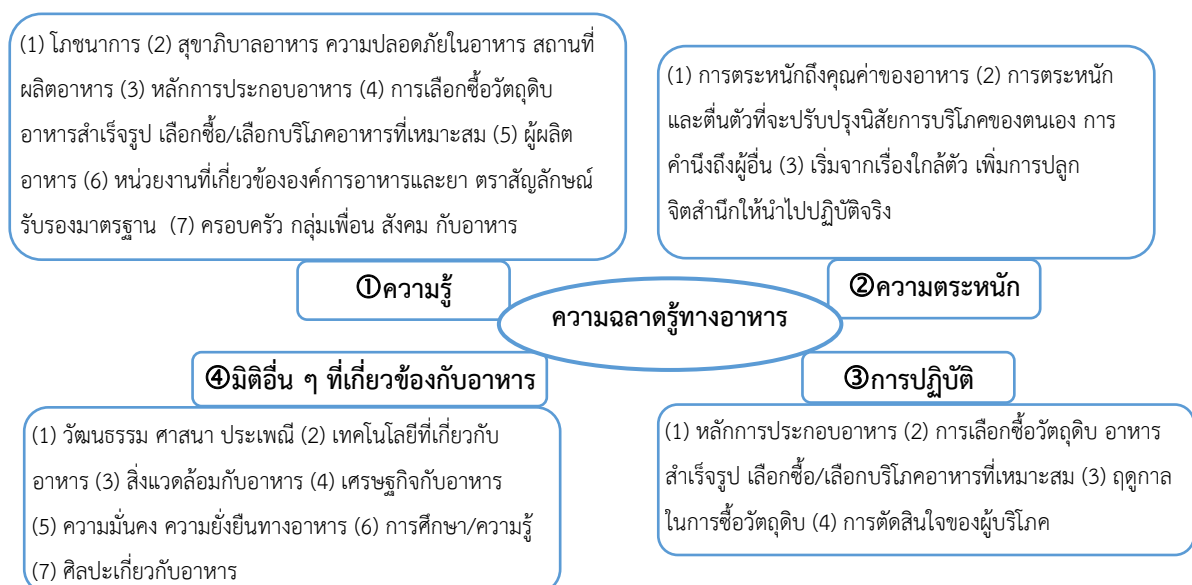 (1) โภชนาการ (2) สุขาภิบาลอาหาร ความปลอดภัยในอาหาร สถานที่
ผลิตอาหาร (3) หลักการประกอบอาหาร (4) การเลือกซื้อวัตถุดิบ
อาหารสำเร็จรูป เลือกซื้อ/เลือกบริโภคอาหารที่เหมาะสม (5) ผู้ผลิต
อาหาร (6) หน่วยงานที่เกี่ยวข้ององค์การอาหารและยา ตราสัญลักษณ์
รับรองมาตรฐาน (7) ครอบครัว กลุ่มเพื่อน สังคม กับอาหาร
①ความรู้
(1) การตระหนักถึงคุณค่าของอาหาร (2) การตระหนัก
และตื่นตัวที่จะปรับปรุงนิสัยการบริโภคของตนเอง การ
คำนึงถึงผู้อื่น (3) เริ่มจากเรื่องใกล้ตัว เพิ่มการปลูก
จิตสำนึกให้นำไปปฏิบัติจริง
②ความตระหนัก
ความฉลาดรู้ทางอาหาร
④มิติอื่น ๆ ที่เกี่ยวข้องกับอาหาร
(1) วัฒนธรรม ศาสนา ประเพณี (2) เทคโนโลยีที่เกี่ยวกับ
อาหาร (3) สิ่งแวดล้อมกับอาหาร (4) เศรษฐกิจกับอาหาร
(5) ความมั่นคง ความยั่งยืนทางอาหาร (6) การศึกษา/ความรู้
(7) ศิลปะเกี่ยวกับอาหาร
③การปฏิบัติ
(1) หลักการประกอบอาหาร (2) การเลือกซื้อวัตถุดิบ อาหาร
สำเร็จรูป เลือกซื้อ/เลือกบริโภคอาหารที่เหมาะสม (3) ฤดูกาล
ในการซื้อวัตถุดิบ (4) การตัดสินใจของผู้บริโภค